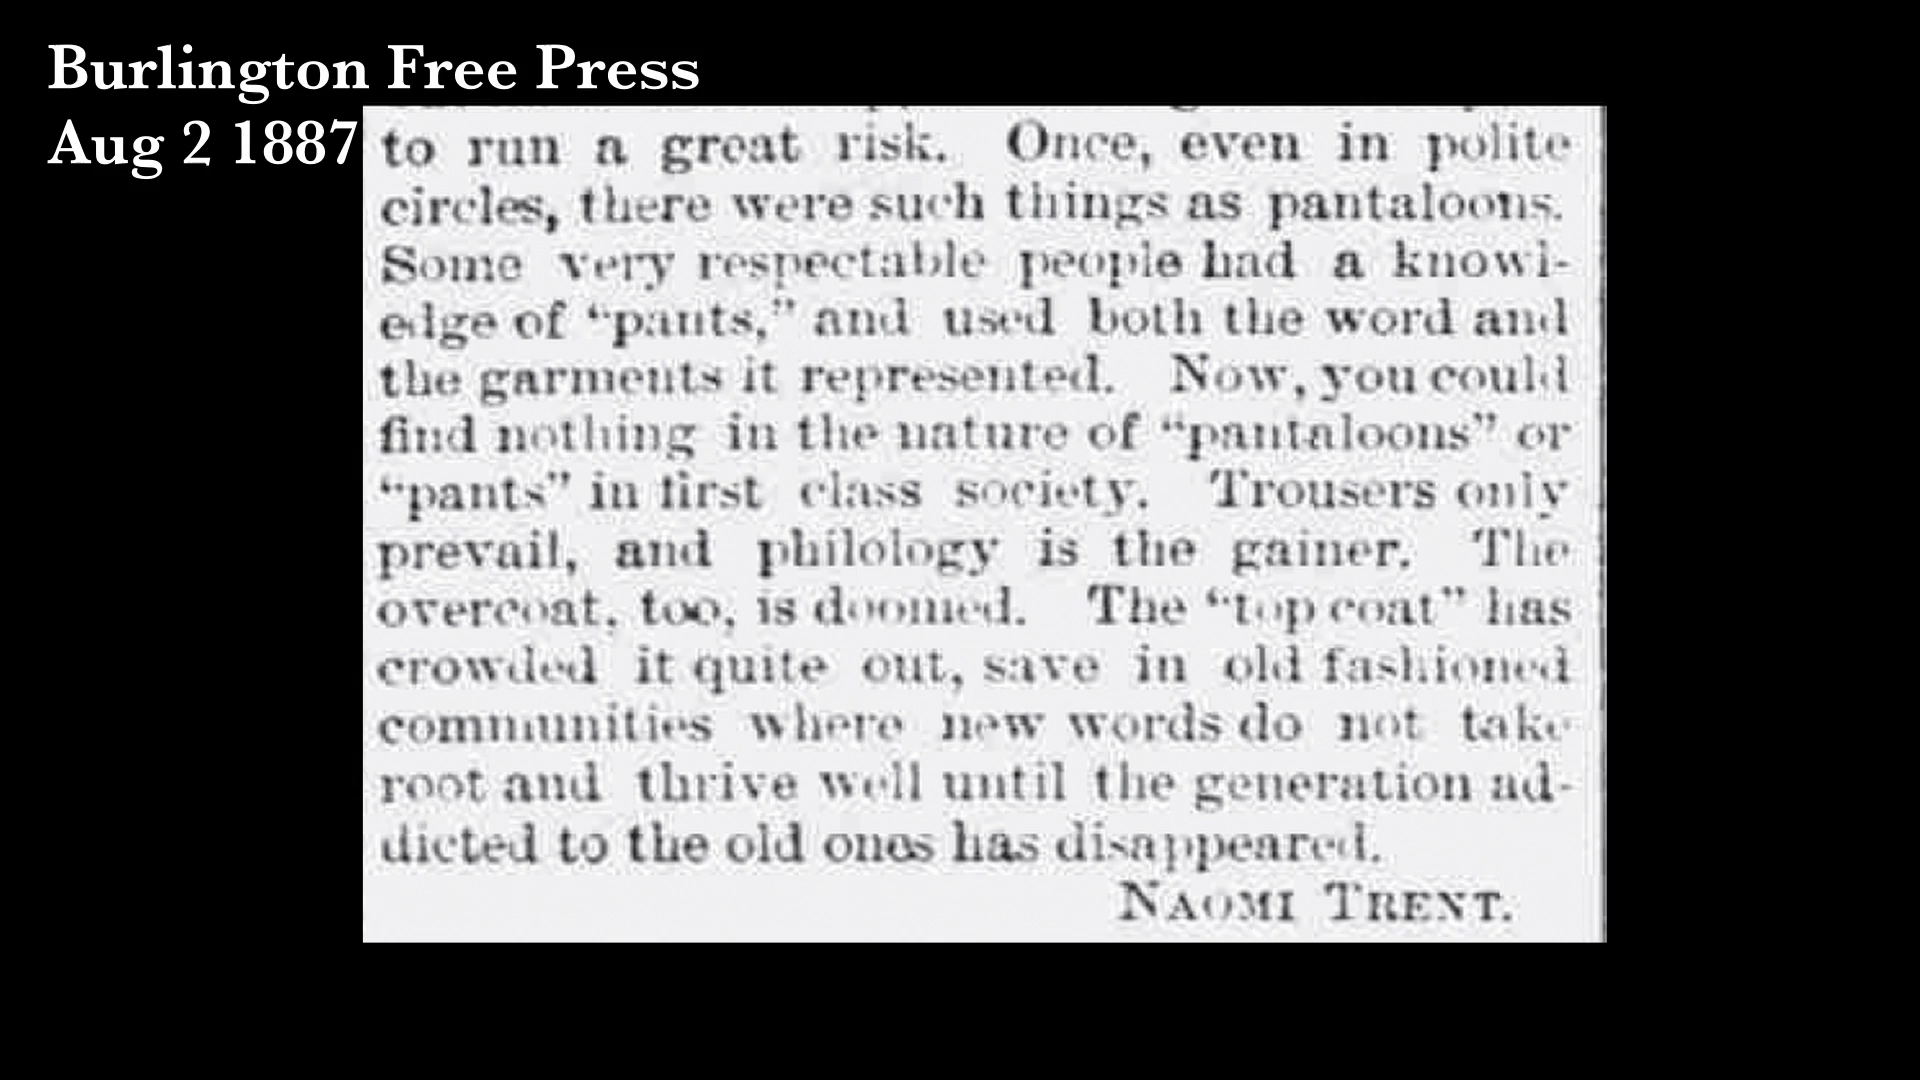 Burlington Free Press
Aug 2 1887
to run a great risk. Once, even in polite
circles, there were such things as pantaloons.
Some very respectable people had a knowl-
edge of “pants,” and used both the word and
the garments it represented. Now, you could
find nothing in the nature of “pantaloons” or
“pants” in first class society. Trousers only
prevail, and philology is the gainer. The
overcoat, too, is doomed. The “top coat” has
crowded it quite out, save in old fashioned
communities where new words do not take
root and thrive well until the generation ad-
dicted to the old ones has disappeared.
NAOMI TRENT.